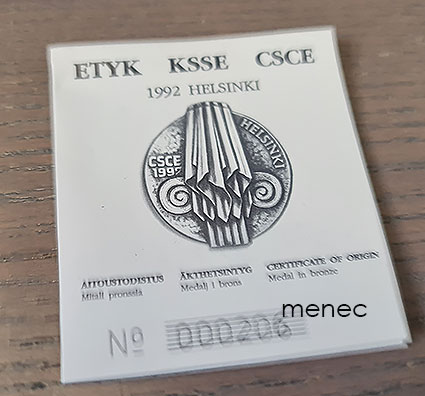 ETYK KSSE CSCE
1992 HELSINKI
HELSINKI
CSCE
1992
AITOUSTODISTUS ÄKTHETSINTYG CERTIFICATE OF ORIGIN
Mitali pronssia Medalj i brons Medal in bronze
menec
Nº 000206